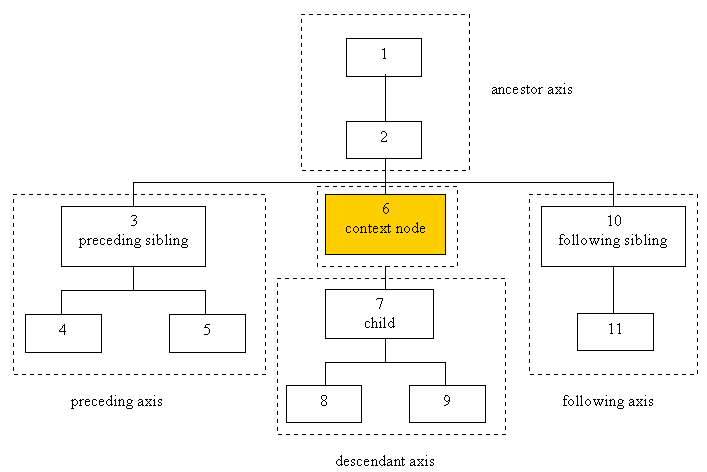 1
ancestor axis
2
3
preceding sibling
6
context node
10
following sibling
4
5
7
child
11
8
9
preceding axis
following axis
descendant axis